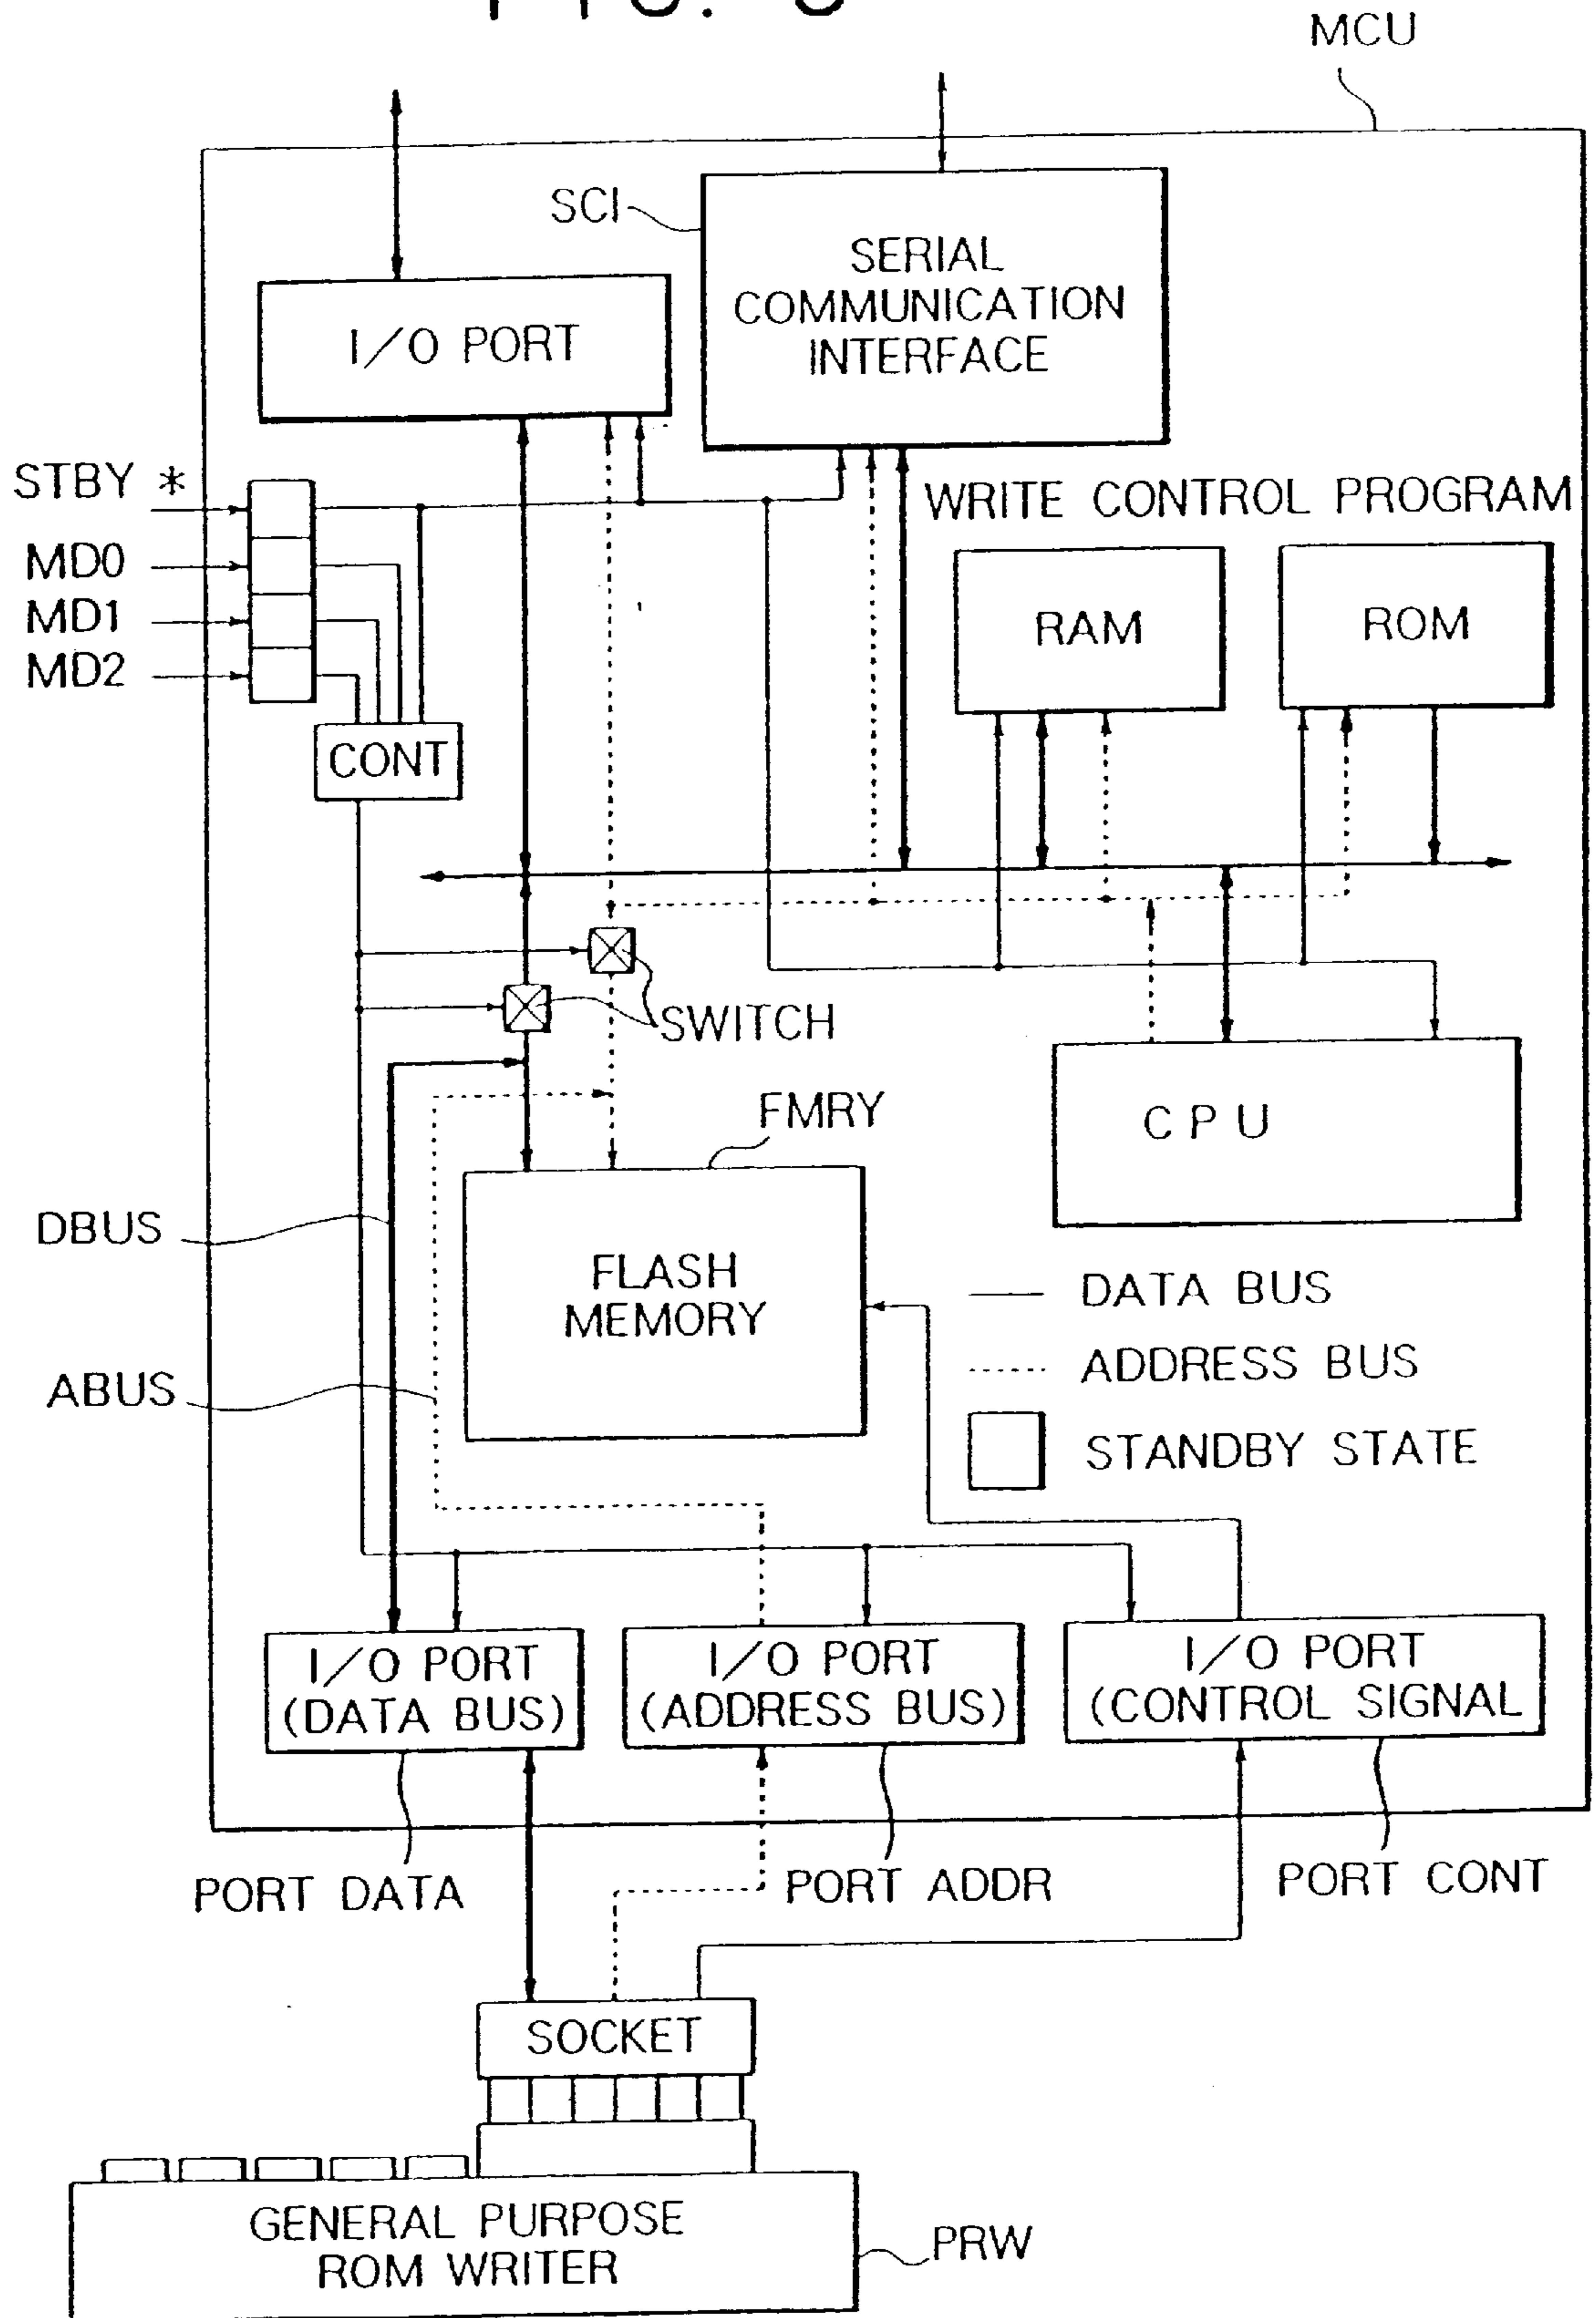 MCU
SCI
SERIAL
COMMUNICATION
INTERFACE
I/O PORT
STBY *
MD0
MD1
MD2
WRITE CONTROL PROGRAM
RAM
ROM
CONT
SWITCH
FMRY
CPU
DBUS
FLASH
MEMORY
DATA BUS
ADDRESS BUS
ABUS
STANDBY STATE
I/O PORT
(DATA BUS)
I/O PORT
(ADDRESS BUS)
I/O PORT
(CONTROL SIGNAL
PORT DATA
PORT ADDR
PORT CONT
SOCKET
GENERAL PURPOSE
ROM WRITER
PRW